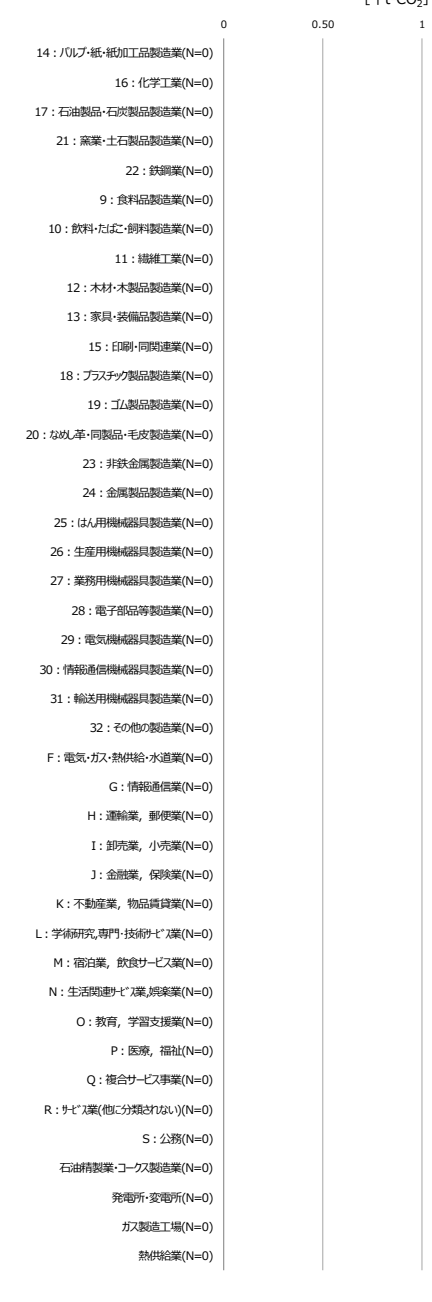 0 0.50 1
14：パルプ・紙・紙加工品製造業(N=0)
16：化学工業(N=0)
17：石油製品・石炭製品製造業(N=0)
21：窯業・土石製品製造業(N=0)
22：鉄鋼業(N=0)
9：食料品製造業(N=0)
10：飲料・たばこ・飼料製造業(N=0)
11：繊維工業(N=0)
12：木材・木製品製造業(N=0)
13：家具・装備品製造業(N=0)
15：印刷・同関連業(N=0)
18：プラスチック製品製造業(N=0)
19：ゴム製品製造業(N=0)
20：なめし革・同製品・毛皮製造業(N=0)
23：非鉄金属製造業(N=0)
24：金属製品製造業(N=0)
25：はん用機械器具製造業(N=0)
26：生産用機械器具製造業(N=0)
27：業務用機械器具製造業(N=0)
28：電子部品等製造業(N=0)
29：電気機械器具製造業(N=0)
30：情報通信機械器具製造業(N=0)
31：輸送用機械器具製造業(N=0)
32：その他の製造業(N=0)
F：電気・ガス・熱供給・水道業(N=0)
G：情報通信業(N=0)
H：運輸業，郵便業(N=0)
I：卸売業，小売業(N=0)
J：金融業，保険業(N=0)
K：不動産業，物品賃貸業(N=0)
L：学術研究,専門・技術ｻｰﾋﾞｽ業(N=0)
M：宿泊業，飲食サービス業(N=0)
N：生活関連ｻｰﾋﾞｽ業,娯楽業(N=0)
O：教育，学習支援業(N=0)
P：医療，福祉(N=0)
Q：複合サービス事業(N=0)
R：ｻｰﾋﾞｽ業(他に分類されない)(N=0)
S：公務(N=0)
石油精製業・コークス製造業(N=0)
発電所・変電所(N=0)
ガス製造工場(N=0)
熱供給業(N=0)